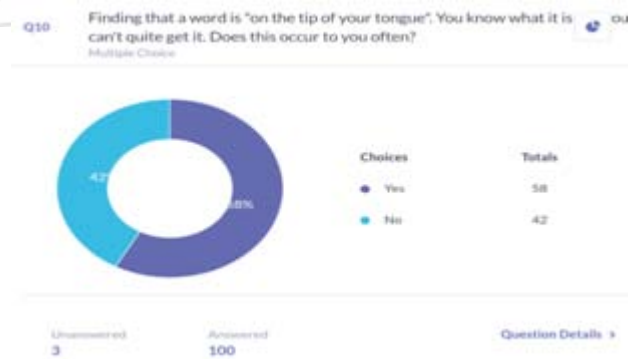 Q10
Finding that a word is "on the tip of your tongue". You know what it is ou
can't quite get it. Does this occur to you often?
Multiple Choice
Choices Totals
Yes 58
No 42
42
58%
Unanswered Answered
3 100
Question Details >